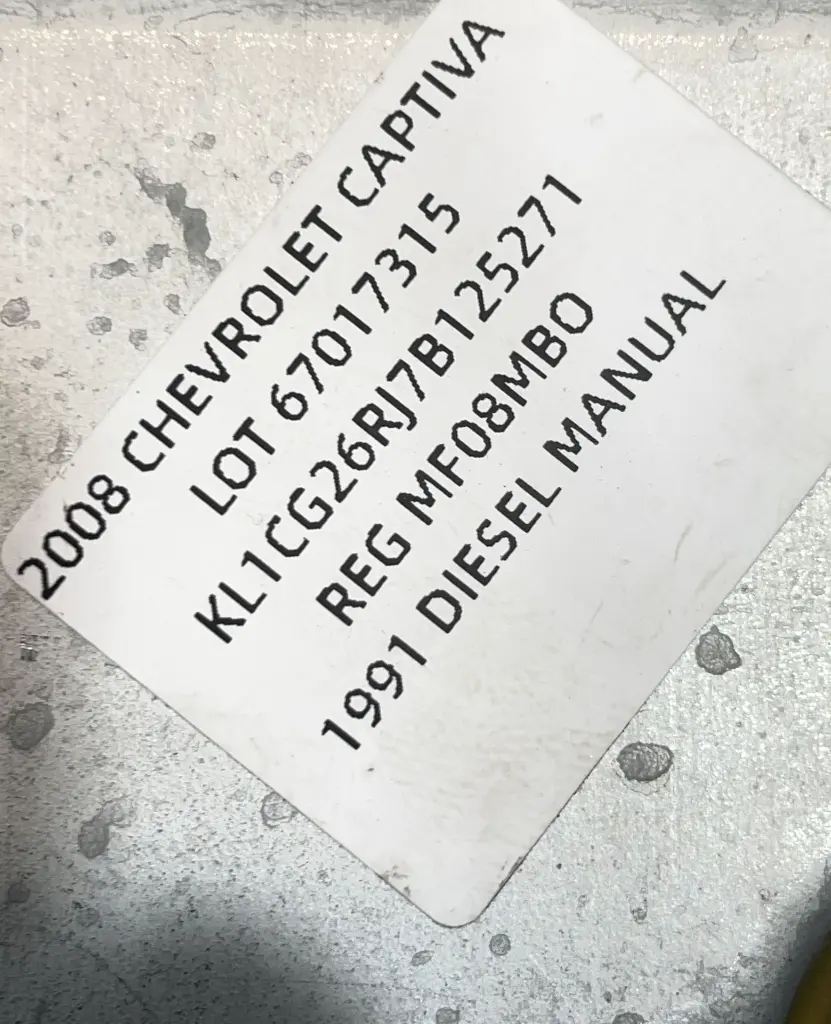 2008 CHEVROLET CAPTIVA
LOT 67017315
KL1CG26RJ7B125271
REG MF08MBO
1991 DIESEL MANUAL